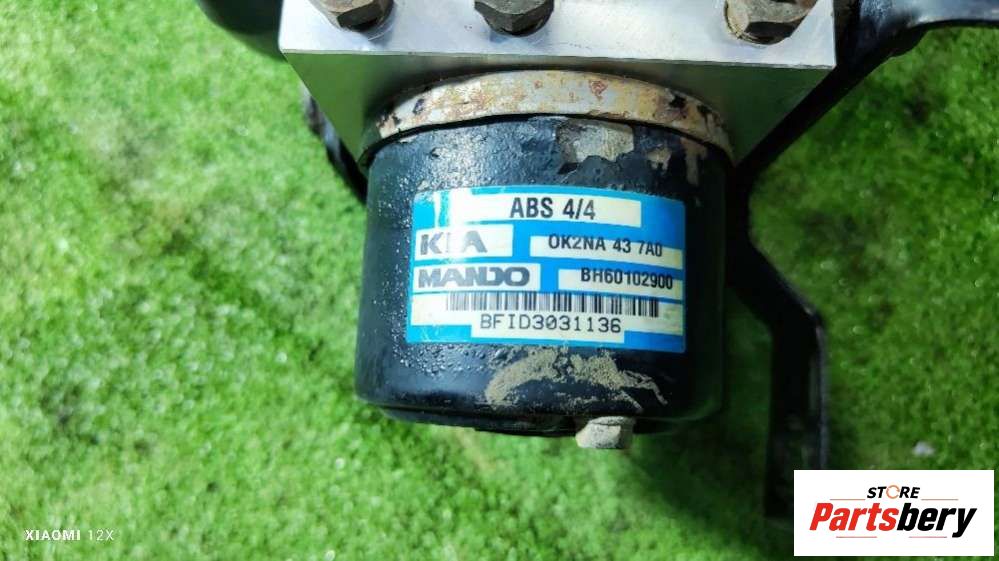 ABS 4/4
KIA 0K2NA 43 7A0
MANDO BH60102900
BFID3031136
XIAOMI 12X
STORE
Partsbery